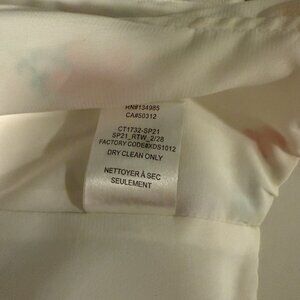 RN#134985
CA#50312
CT1732-SP21
SP21_RTW_2/28
FACTORY CODE#XDS1012
DRY CLEAN ONLY
NETTOYER À SEC
SEULEMENT